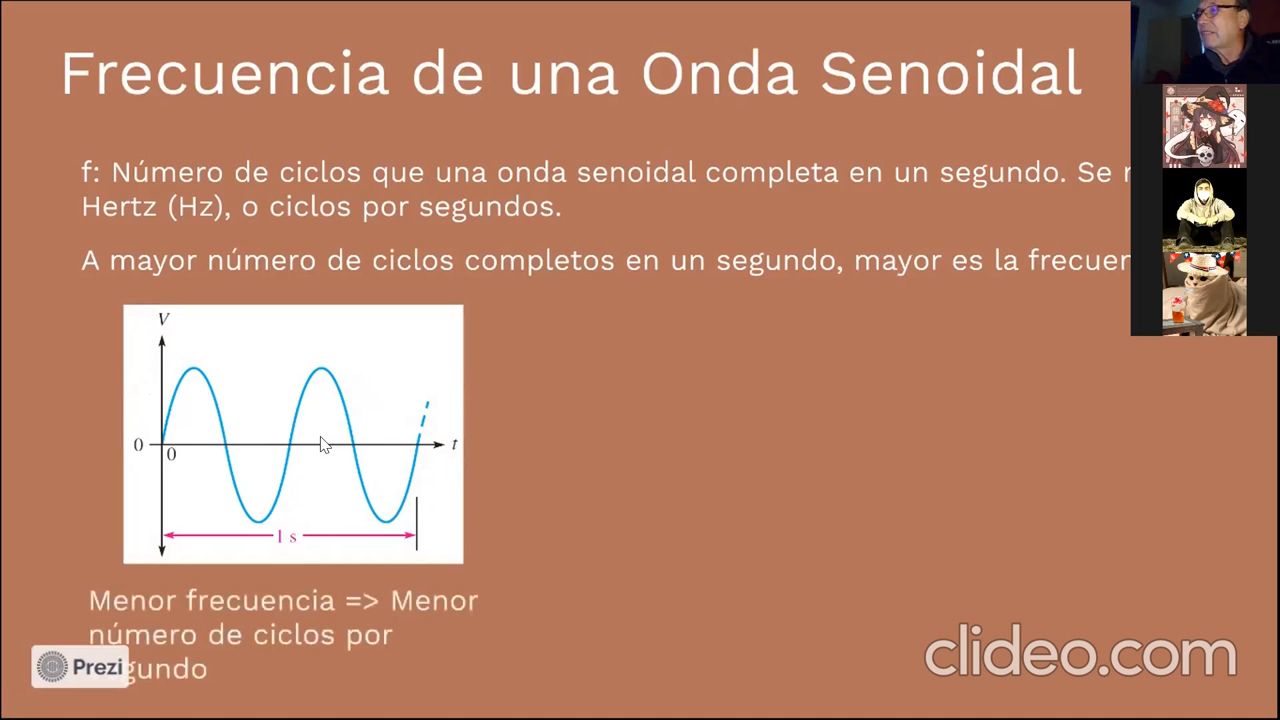 Frecuencia de una Onda Senoidal
f: Número de ciclos que una onda senoidal completa en un segundo. Se
Hertz (Hz), o ciclos por segundos.
A mayor número de ciclos completos en un segundo, mayor es la frecuen
V
0
0
t
1 s
Menor frecuencia => Menor
número de ciclos por
gundo
Prezi
clideo.com